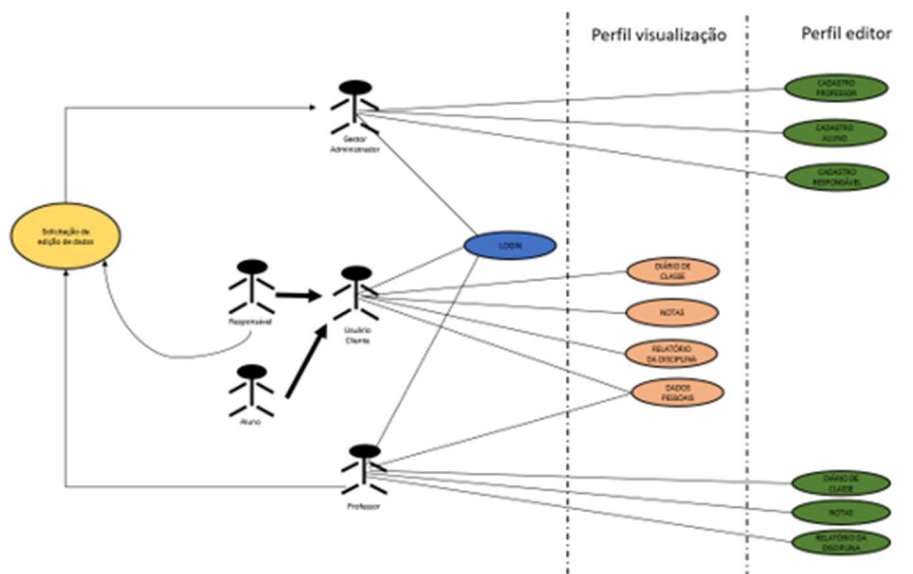 Perfil visualização
Perfil editor
CADASTRO
PROFESSOR
CADASTRO
ALUNO
CADASTRO
RESPONSÁVEL
Gestor
Administrador
Solicitação de
edição de dados
LOGIN
Responsável
Usuário
Cliente
DIÁRIO DE
CLASSE
NOTAS
RELATÓRIO
DA DISCIPLINA
DADOS
PESSOAIS
Aluno
Professor
DIÁRIO DE
CLASSE
NOTAS
RELATÓRIO DA
DISCIPLINA